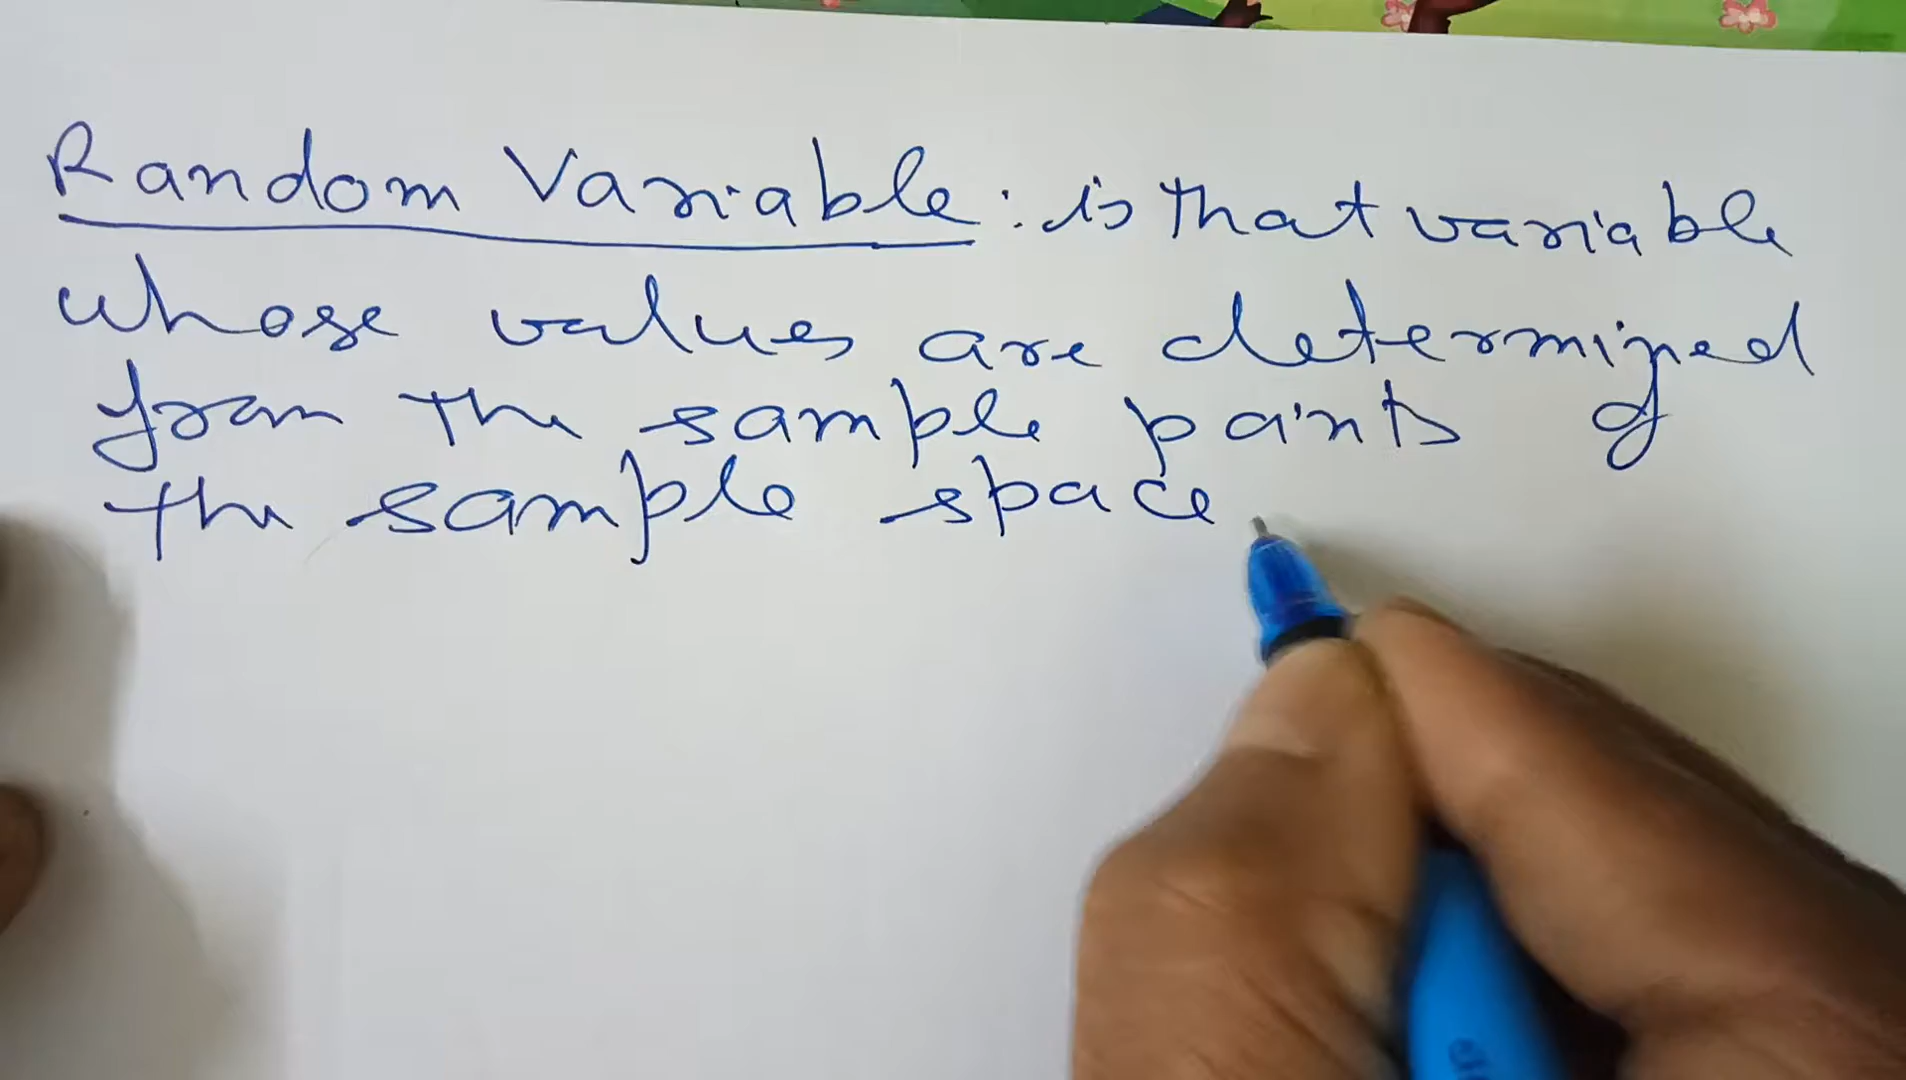 Random Variable : is that variable
whose values are determined
from the sample points of
the sample space